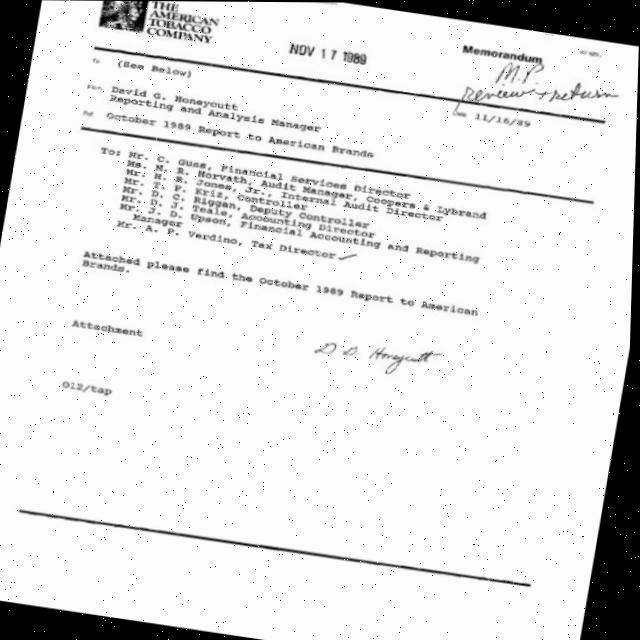 THE
AMERICAN
TOBACCO
COMPANY
NOV 17 1989
Memorandum
M.P.
review + return
To (See Below)
From David G. Honeycutt
Reporting and Analysis Manager
Date 11/16/89
Re October 1989 Report to American Brands
To: Mr. C. Guss, Financial Services Director
Ms. M. R. Horvath, Audit Manager, Coopers & Lybrand
Mr. H. B. Jones, Jr., Internal Audit Director
Mr. T. P. Kriz, Controller
Mr. D. C. Riggan, Deputy Controller
Mr. D. J. Teale, Accounting Director
Mr. J. D. Upson, Financial Accounting and Reporting
Manager
Mr. A. P. Verdino, Tax Director
Attached please find the October 1989 Report to American
Brands.
Attachment
D G Honeycutt
012/tap